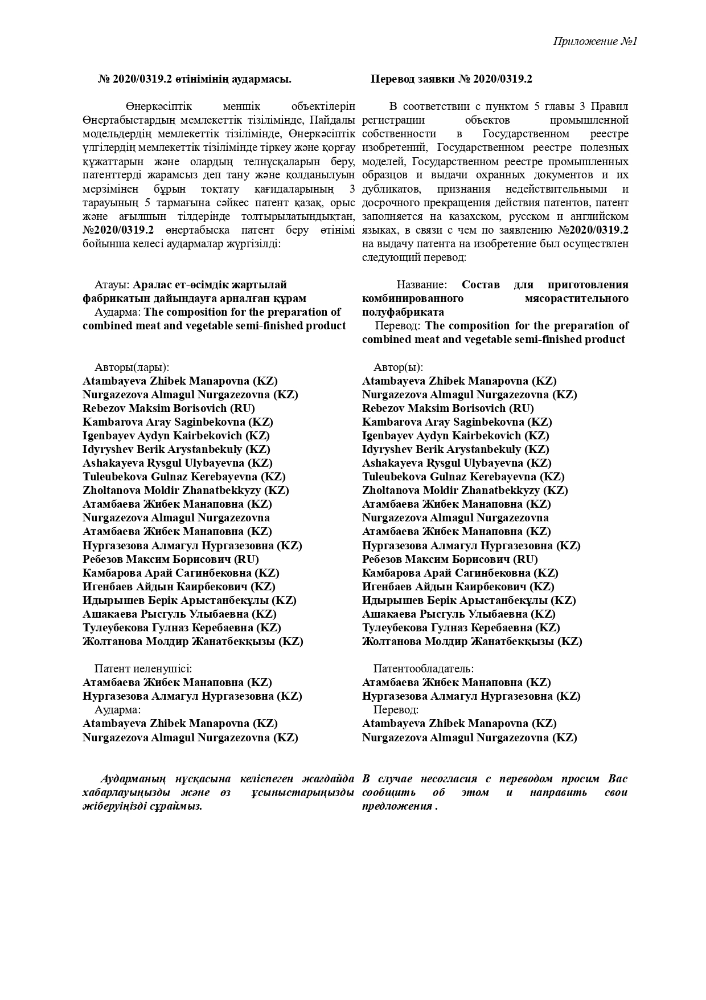 Приложение №1
№ 2020/0319.2 өтінімінің аудармасы.
Өнеркәсіптік меншік объектілерін
Өнертабыстардың мемлекеттік тізілімінде, Пайдалы
модельдердің мемлекеттік тізілімінде, Өнеркәсіптік
үлгілердің мемлекеттік тізілімінде тіркеу және қорғау
құжаттарын және олардың телнұсқаларын беру,
патенттерді жарамсыз деп тану және қолданылуын
мерзімінен бұрын тоқтату қағидаларының 3
тарауының 5 тармағына сәйкес патент қазақ, орыс
және ағылшын тілдерінде толтырылатындықтан,
№2020/0319.2 өнертабысқа патент беру өтінімі
бойынша келесі аудармалар жүргізілді:
Атауы: Аралас ет-өсімдік жартылай
фабрикатын дайындауға арналған құрам
Аударма: The composition for the preparation of
combined meat and vegetable semi-finished product
Авторы(лары):
Atambayeva Zhibek Manapovna (KZ)
Nurgazezova Almagul Nurgazezovna (KZ)
Rebezov Maksim Borisovich (RU)
Kambarova Aray Saginbekovna (KZ)
Igenbayev Aydyn Kairbekovich (KZ)
Idyryshev Berik Arystanbekuly (KZ)
Ashakayeva Rysgul Ulybayevna (KZ)
Tuleubekova Gulnaz Kerebayevna (KZ)
Zholtanova Moldir Zhanatbekkyzy (KZ)
Атамбаева Жибек Манаповна (KZ)
Nurgazezova Almagul Nurgazezovna
Атамбаева Жибек Манаповна (KZ)
Нургазезова Алмагул Нургазезовна (KZ)
Ребезов Максим Борисович (RU)
Камбарова Арай Сагинбековна (KZ)
Игенбаев Айдын Каирбекович (KZ)
Идырышев Берік Арыстанбекұлы (KZ)
Ашакаева Рысгуль Улыбаевна (KZ)
Тулеубекова Гулназ Керебаевна (KZ)
Жолтанова Молдир Жанатбекқызы (KZ)
Патент иеленушісі:
Атамбаева Жибек Манаповна (KZ)
Нургазезова Алмагул Нургазезовна (KZ)
Аударма:
Atambayeva Zhibek Manapovna (KZ)
Nurgazezova Almagul Nurgazezovna (KZ)
Аударманың нұсқасына келіспеген жағдайда
хабарлауыңызды және өз ұсыныстарыңызды
жіберуіңізді сұраймыз.
Перевод заявки № 2020/0319.2
В соответствии с пунктом 5 главы 3 Правил
регистрации объектов промышленной
собственности в Государственном реестре
изобретений, Государственном реестре полезных
моделей, Государственном реестре промышленных
образцов и выдачи охранных документов и их
дубликатов, признания недействительными и
досрочного прекращения действия патентов, патент
заполняется на казахском, русском и английском
языках, в связи с чем по заявлению №2020/0319.2
на выдачу патента на изобретение был осуществлен
следующий перевод:
Название: Состав для приготовления
комбинированного мясорастительного
полуфабриката
Перевод: The composition for the preparation of
combined meat and vegetable semi-finished product
Автор(ы):
Atambayeva Zhibek Manapovna (KZ)
Nurgazezova Almagul Nurgazezovna (KZ)
Rebezov Maksim Borisovich (RU)
Kambarova Aray Saginbekovna (KZ)
Igenbayev Aydyn Kairbekovich (KZ)
Idyryshev Berik Arystanbekuly (KZ)
Ashakayeva Rysgul Ulybayevna (KZ)
Tuleubekova Gulnaz Kerebayevna (KZ)
Zholtanova Moldir Zhanatbekkyzy (KZ)
Атамбаева Жибек Манаповна (KZ)
Nurgazezova Almagul Nurgazezovna
Атамбаева Жибек Манаповна (KZ)
Нургазезова Алмагул Нургазезовна (KZ)
Ребезов Максим Борисович (RU)
Камбарова Арай Сагинбековна (KZ)
Игенбаев Айдын Каирбекович (KZ)
Идырышев Берік Арыстанбекұлы (KZ)
Ашакаева Рысгуль Улыбаевна (KZ)
Тулеубекова Гулназ Керебаевна (KZ)
Жолтанова Молдир Жанатбекқызы (KZ)
Патентообладатель:
Атамбаева Жибек Манаповна (KZ)
Нургазезова Алмагул Нургазезовна (KZ)
Перевод:
Atambayeva Zhibek Manapovna (KZ)
Nurgazezova Almagul Nurgazezovna (KZ)
В случае несогласия с переводом просим Вас
сообщить об этом и направить свои
предложения .